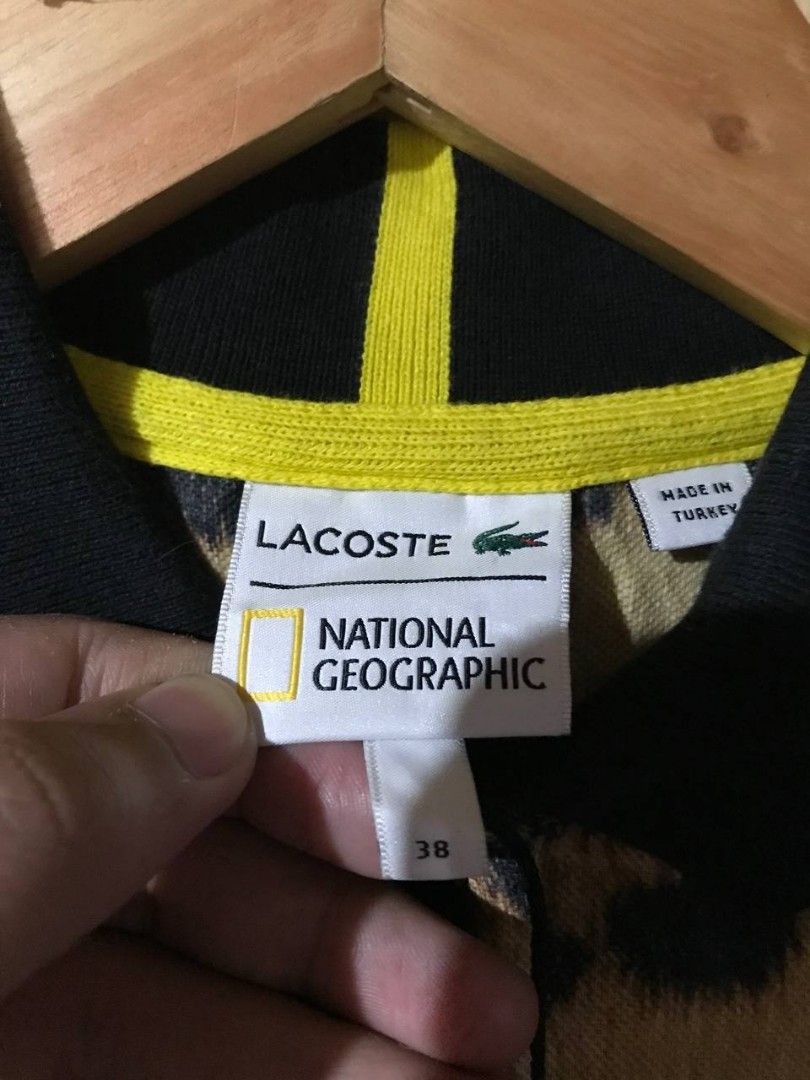 LACOSTE
NATIONAL
GEOGRAPHIC
MADE IN
TURKEY
38